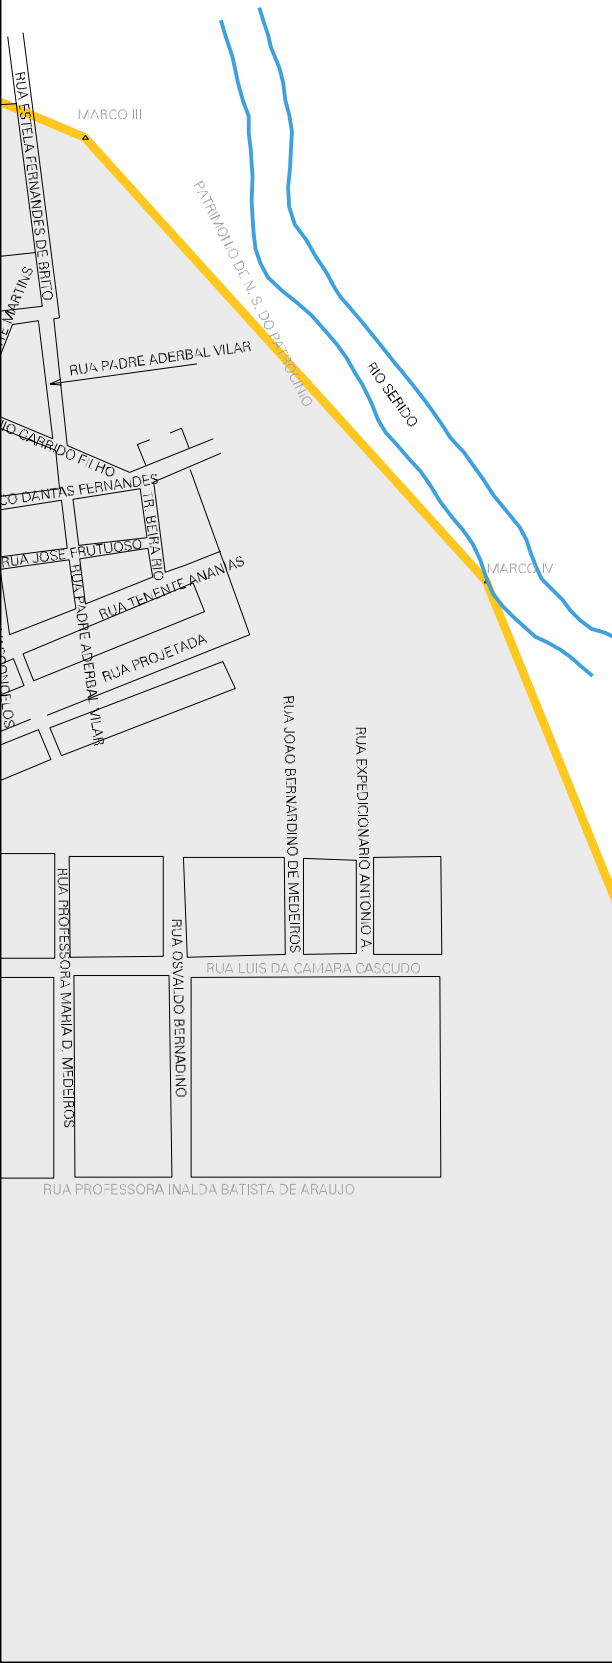 RUA ESTELA FERNANDES DE BRITO
MARCO III
PATRIMONIO DE N. S. DO PATROCINIO
MARTINS
RUA PADRE ADERBAL VILAR
RIO SERIDO
CARRIDO FILHO
DANTAS FERNANDES
TR. BEIRA RIO
RUA JOSE FRUTUOSO
MARCO IV
RUA TENENTE ANANIAS
RUA PADRE ADERBAL VILAR
RUA PROJETADA
RUA JOAO BERNARDINO DE MEDEIROS
RUA EXPEDICIONARIO ANTONIO A.
RUA PROFESSORA MARIA D. MEDEIROS
RUA OSVALDO BERNADINO
RUA LUIS DA CAMARA CASCUDO
RUA PROFESSORA INALDA BATISTA DE ARAUJO